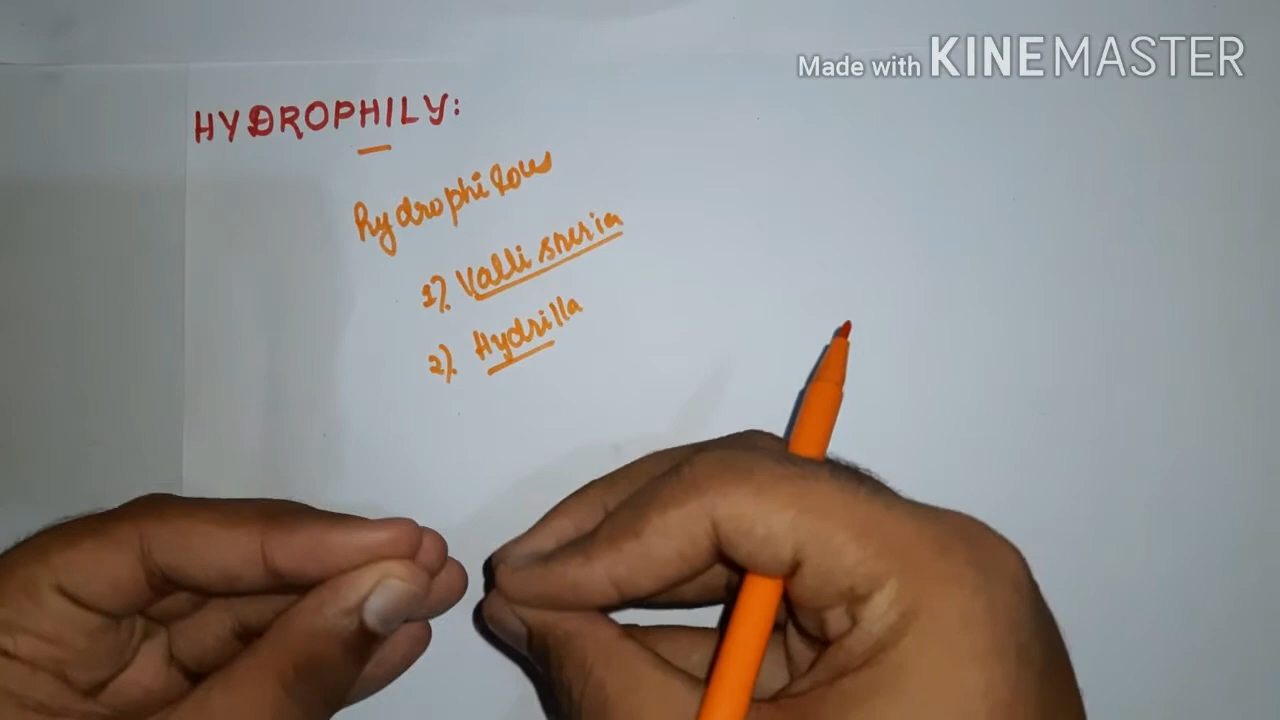 Made with KINEMASTER
HYDROPHILY:
hydrophilous
1). Vallisneria
2). Hydrilla